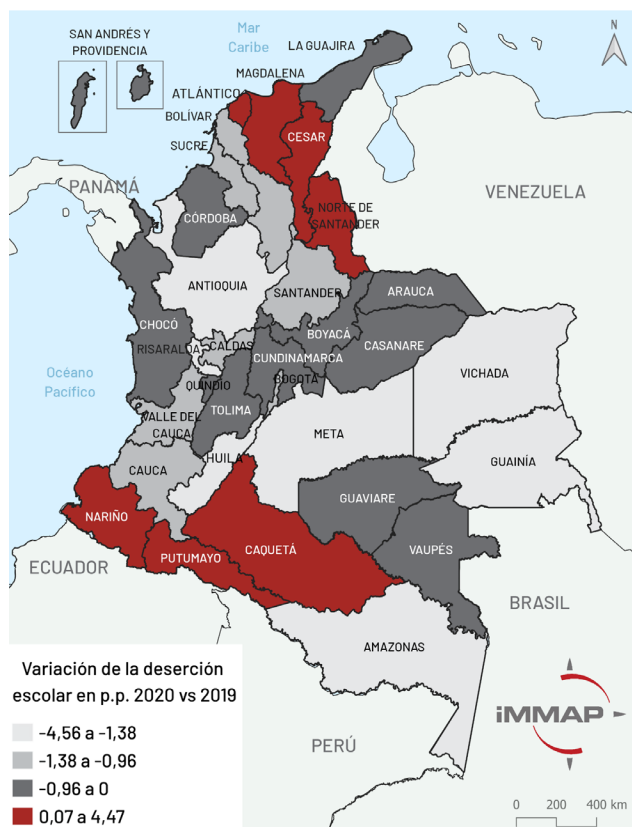 SAN ANDRÉS Y
PROVIDENCIA
Mar
Caribe
LA GUAJIRA
N
MAGDALENA
ATLÁNTICO
BOLÍVAR
CESAR
SUCRE
PANAMÁ
VENEZUELA
CÓRDOBA
NORTE DE
SANTANDER
ANTIOQUIA
SANTANDER
ARAUCA
CHOCÓ
BOYACÁ
RISARALDA
CALDAS
CASANARE
CUNDINAMARCA
Océano
Pacífico
VICHADA
QUINDÍO
BOGOTÁ
TOLIMA
VALLE DEL
CAUCA
META
HUILA
GUAINÍA
CAUCA
GUAVIARE
NARIÑO
CAQUETÁ
VAUPÉS
PUTUMAYO
ECUADOR
BRASIL
AMAZONAS
Variación de la deserción
escolar en p.p. 2020 vs 2019
-4,56 a -1,38
-1,38 a -0,96
-0,96 a 0
0,07 a 4,47
iMMAP
PERÚ
0 200 400 km